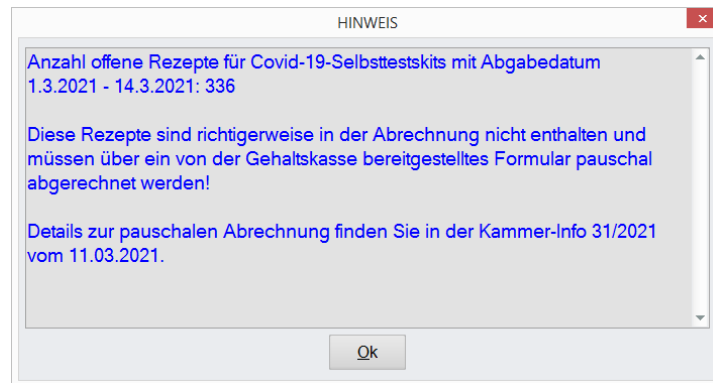 HINWEIS
Anzahl offene Rezepte für Covid-19-Selbsttestskits mit Abgabedatum
1.3.2021 - 14.3.2021: 336
Diese Rezepte sind richtigerweise in der Abrechnung nicht enthalten und
müssen über ein von der Gehaltskasse bereitgestelltes Formular pauschal
abgerechnet werden!
Details zur pauschalen Abrechnung finden Sie in der Kammer-Info 31/2021
vom 11.03.2021.
Ok